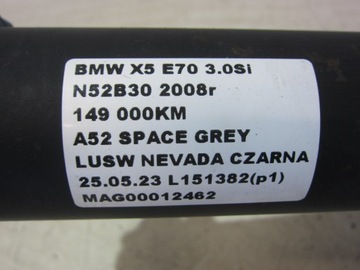 BMW X5 E70 3.0Si
N52B30 2008r
149 000KM
A52 SPACE GREY
LUSW NEVADA CZARNA
25.05.23 L151382(p1)
MAG00012462